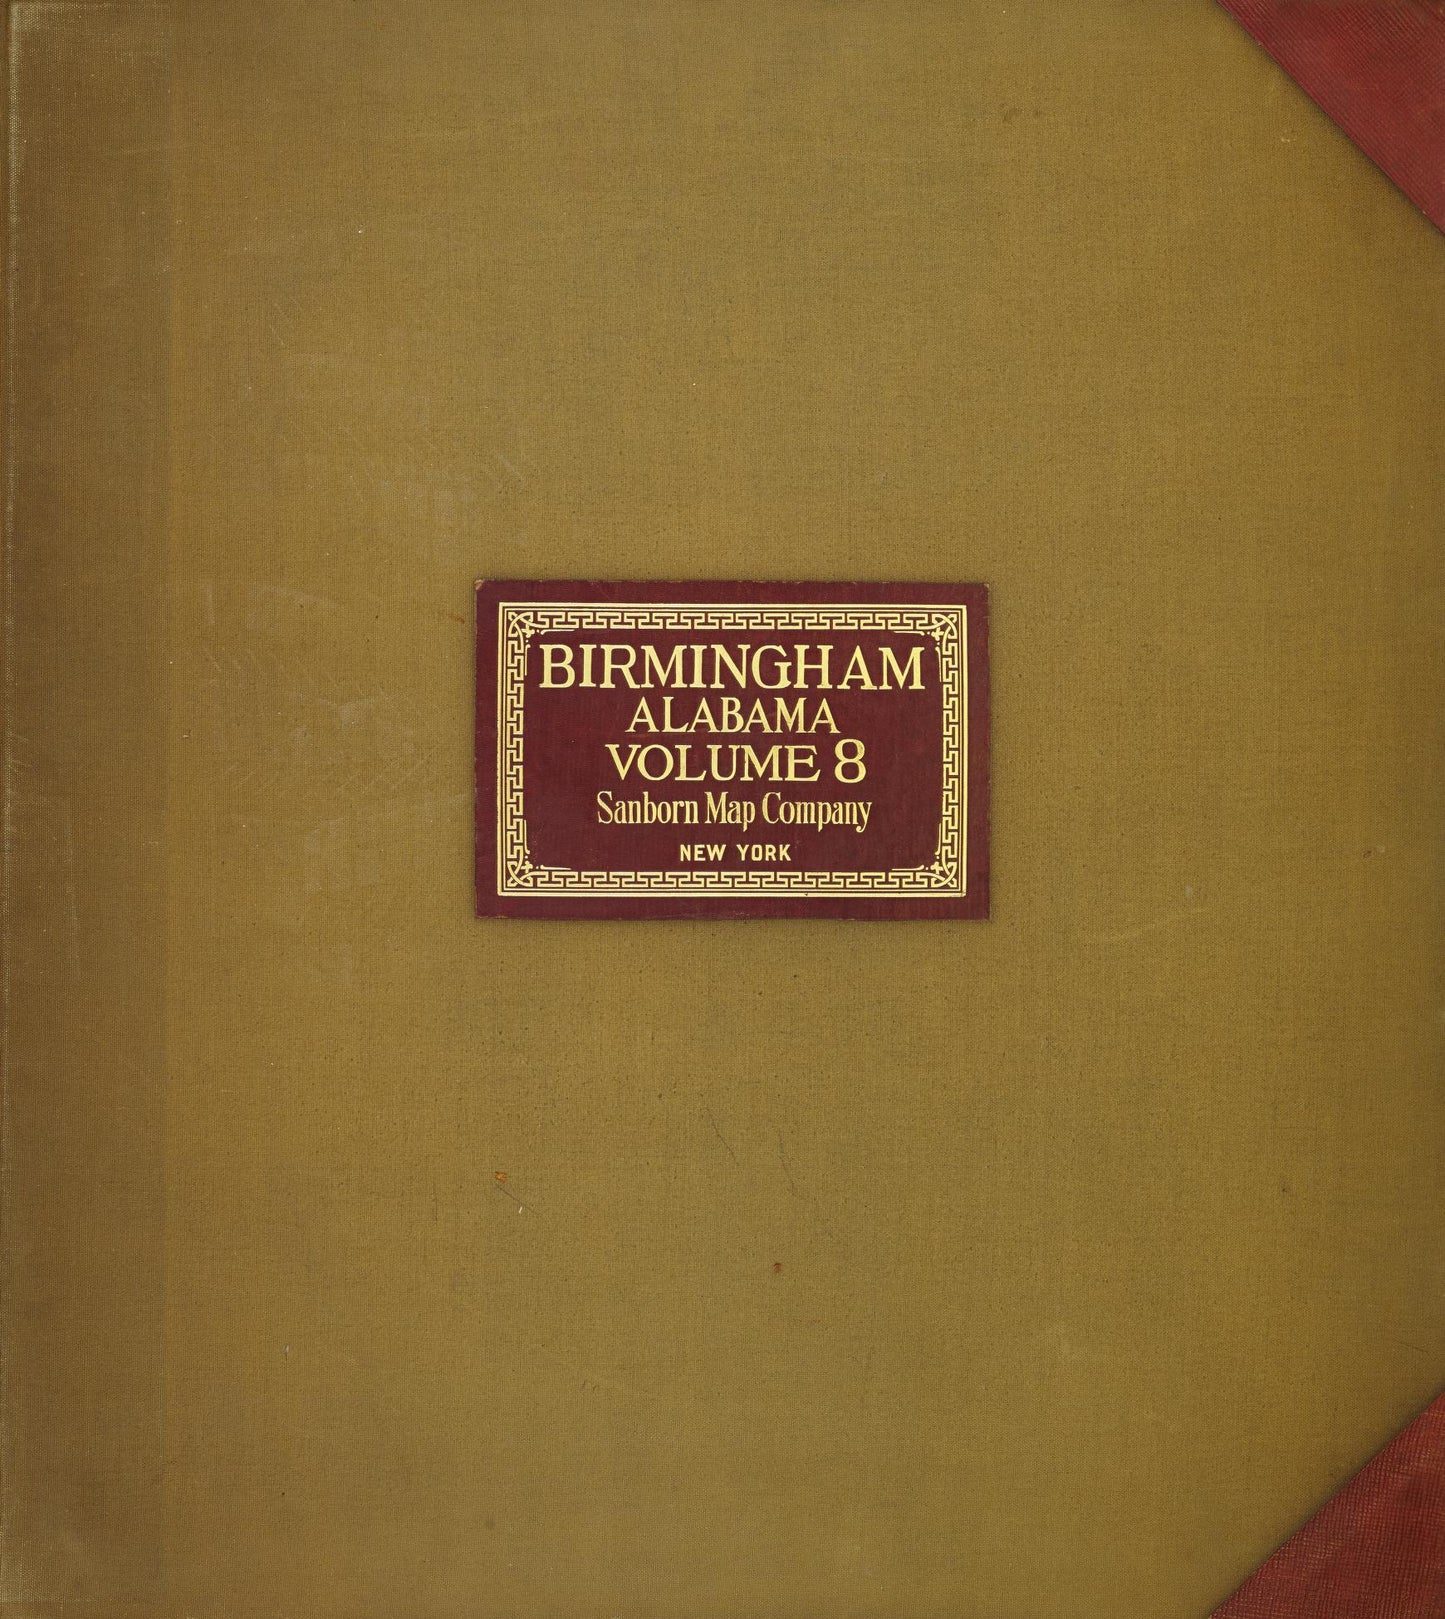 BIRMINGHAM
ALABAMA
VOLUME 8
Sanborn Map Company
NEW YORK